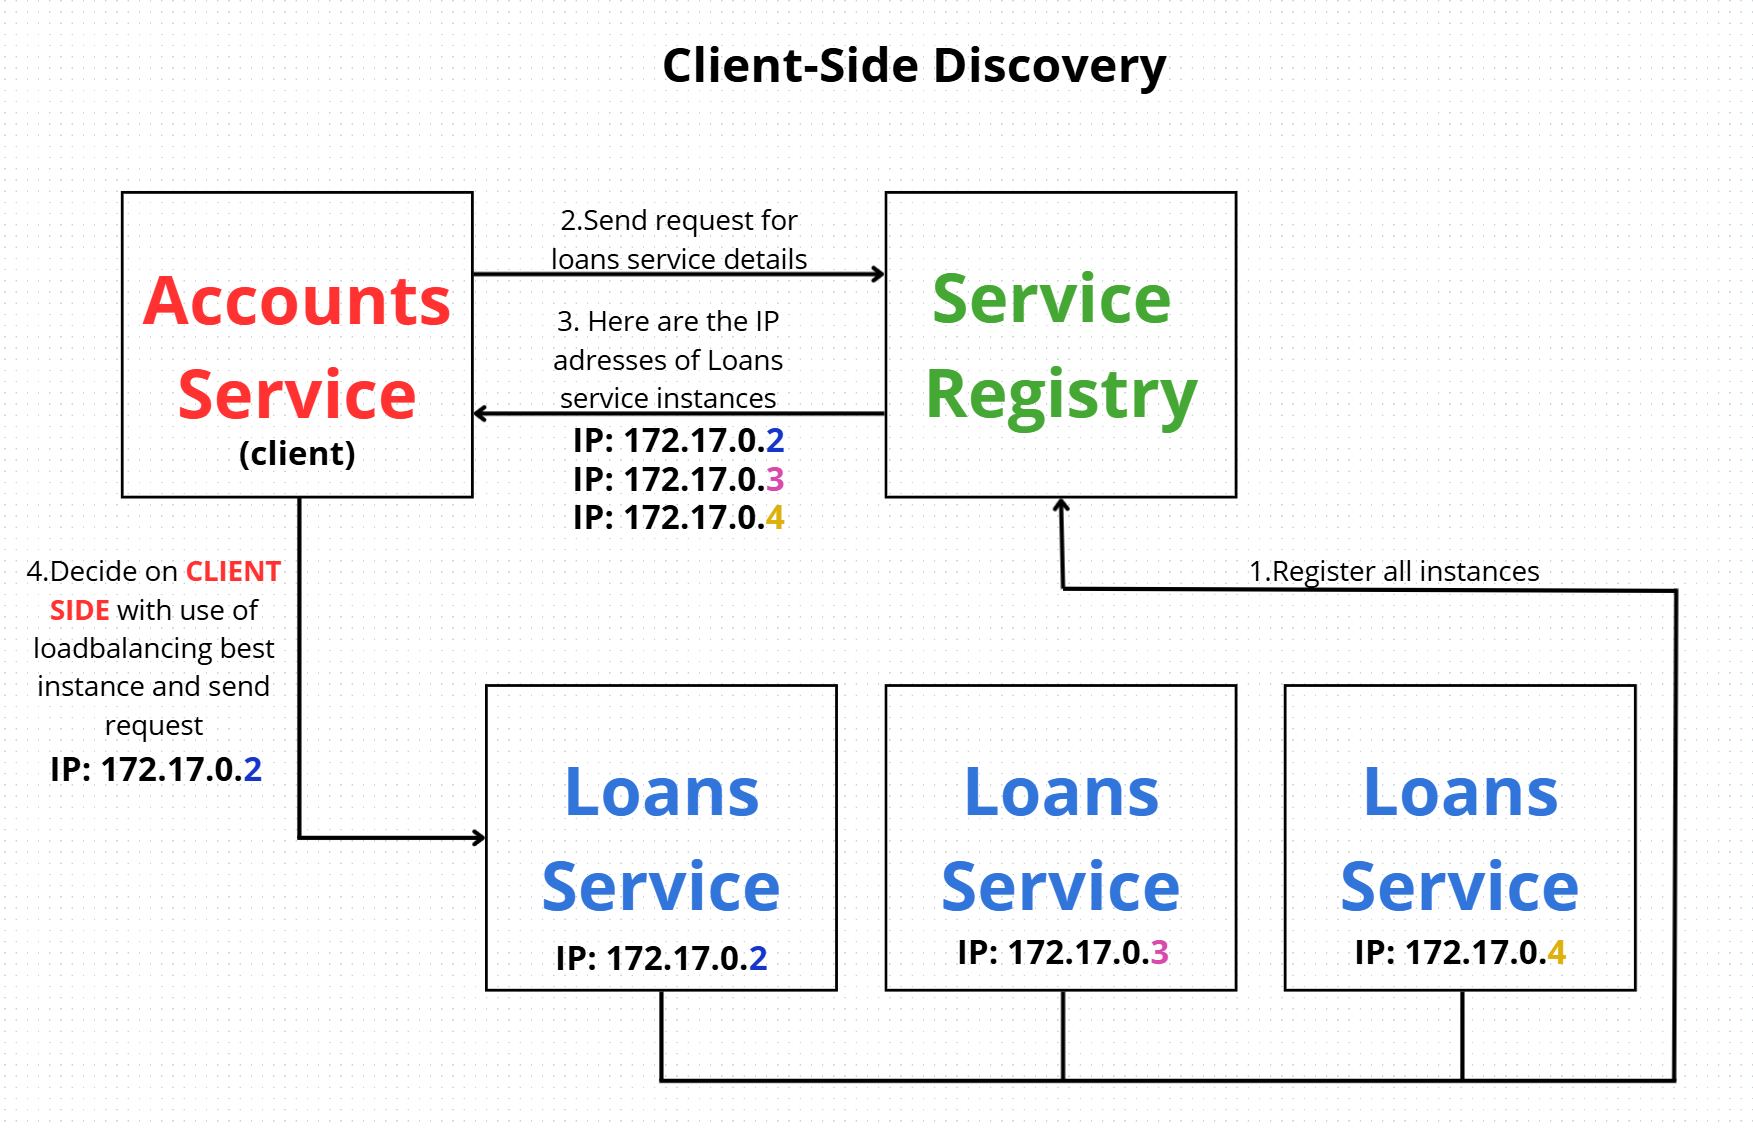 Client-Side Discovery
Accounts
Service
(client)
2.Send request for
loans service details
3. Here are the IP
adresses of Loans
service instances
IP: 172.17.0.2
IP: 172.17.0.3
IP: 172.17.0.4
Service
Registry
4.Decide on CLIENT
SIDE with use of
loadbalancing best
instance and send
request
IP: 172.17.0.2
1.Register all instances
Loans
Service
IP: 172.17.0.2
Loans
Service
IP: 172.17.0.3
Loans
Service
IP: 172.17.0.4